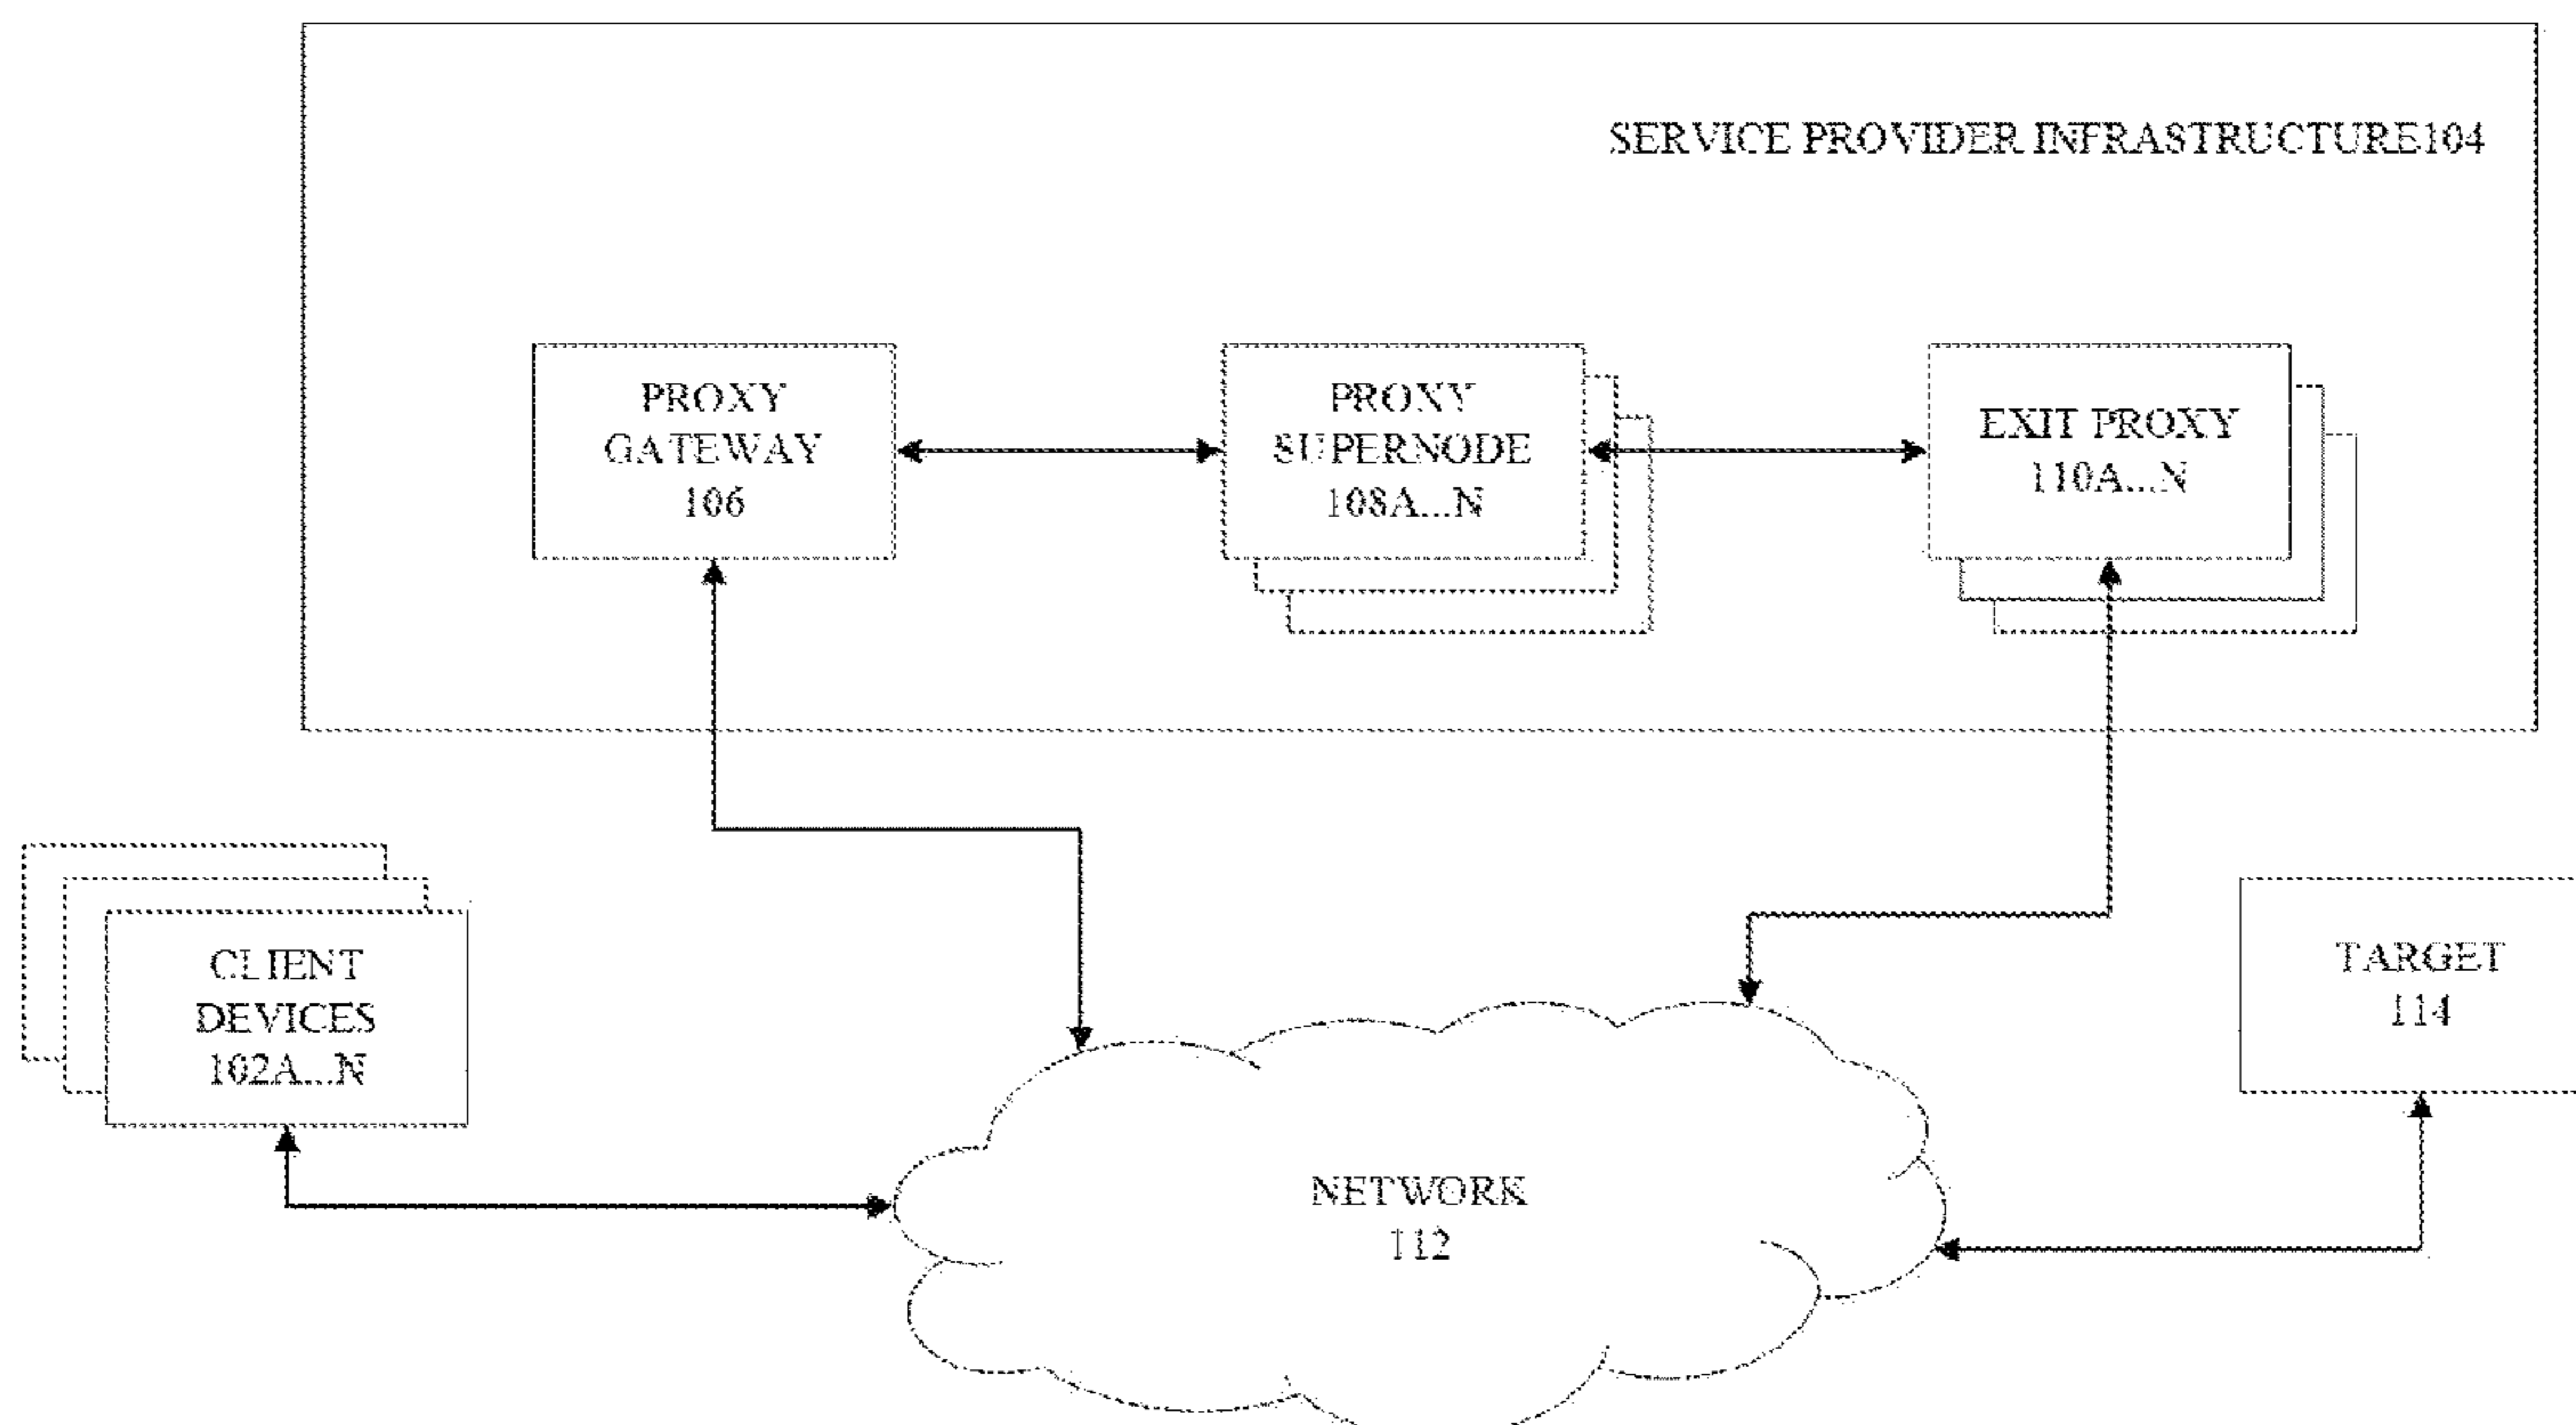 SERVICE PROVIDER INFRASTRUCTURE104
PROXY
GATEWAY
106
PROXY
SUPERNODE
108A...N
EXIT PROXY
110A...N
CLIENT
DEVICES
102A...N
TARGET
114
NETWORK
112